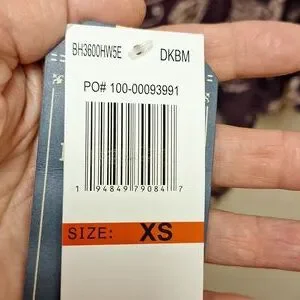 BH3600HW5E DKBM
PO# 100-00093991
1 94849 79084 7
SIZE: XS